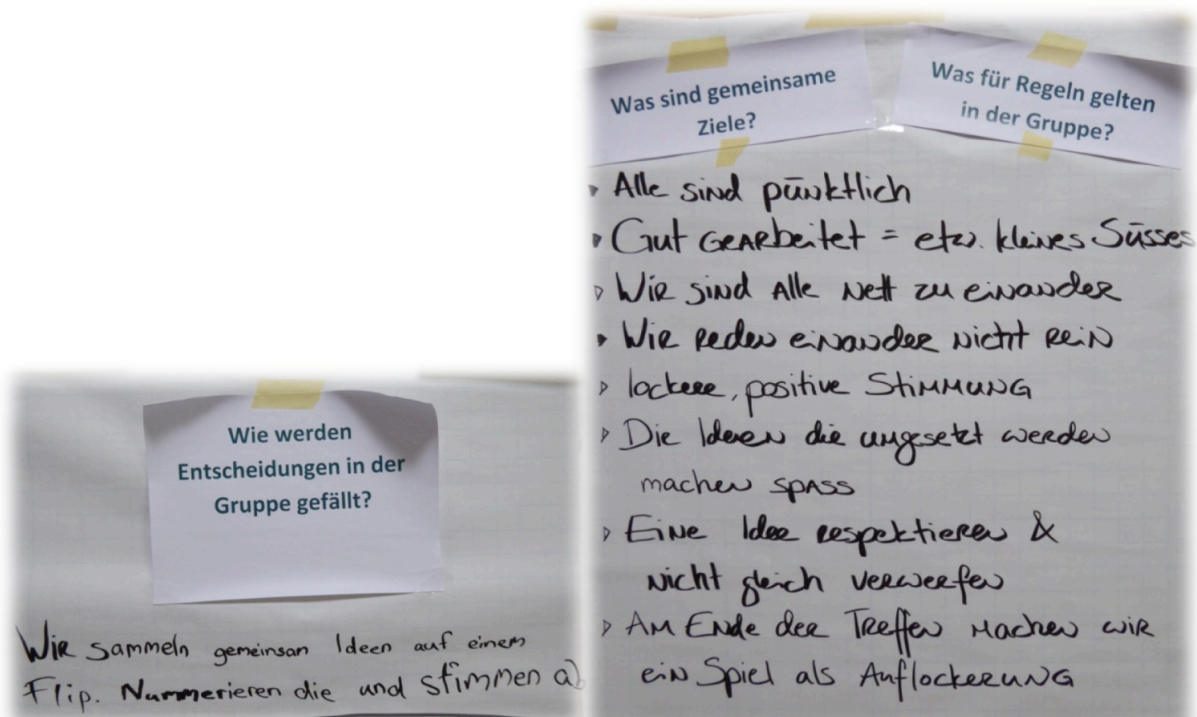 Wie werden
Entscheidungen in der
Gruppe gefällt?
Wir sammeln gemeinsan Ideen auf einem
Flip. Nummerieren die und stimmen ab
Was sind gemeinsame
Ziele?
Was für Regeln gelten
in der Gruppe?
Alle sind pünktlich
Gut gearbeitet = etw. kleines Süsses
Wir sind Alle nett zu einander
Wir reden einander nicht rein
lockere, positive Stimmung
Die Ideen die umgesetzt werden
machen spass
Eine Idee respektieren &
nicht gleich verwerfen
Am Ende der Treffen machen wir
ein Spiel als Auflockerung